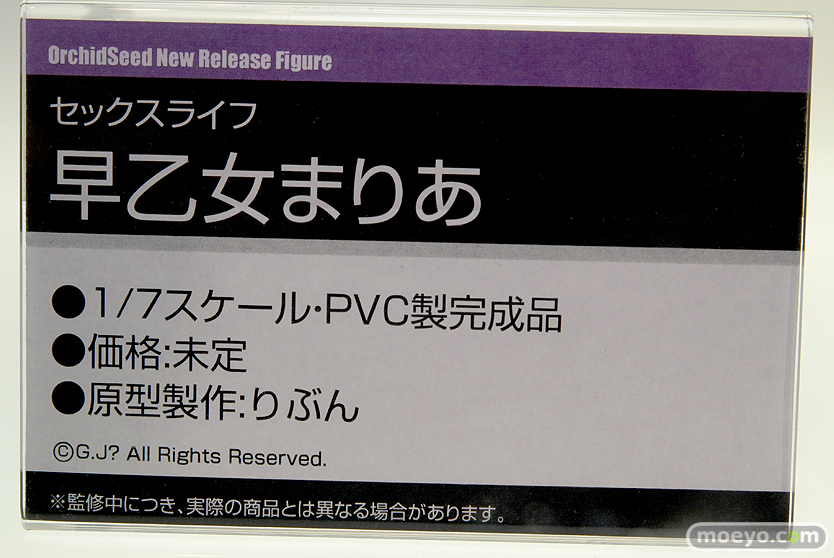 OrchidSeed New Release Figure
セックスライフ
早乙女まりあ
●1/7スケール・PVC製完成品
●価格:未定
●原型製作:りぶん
©G.J? All Rights Reserved.
※監修中につき、実際の商品とは異なる場合があります。
moeyo.com